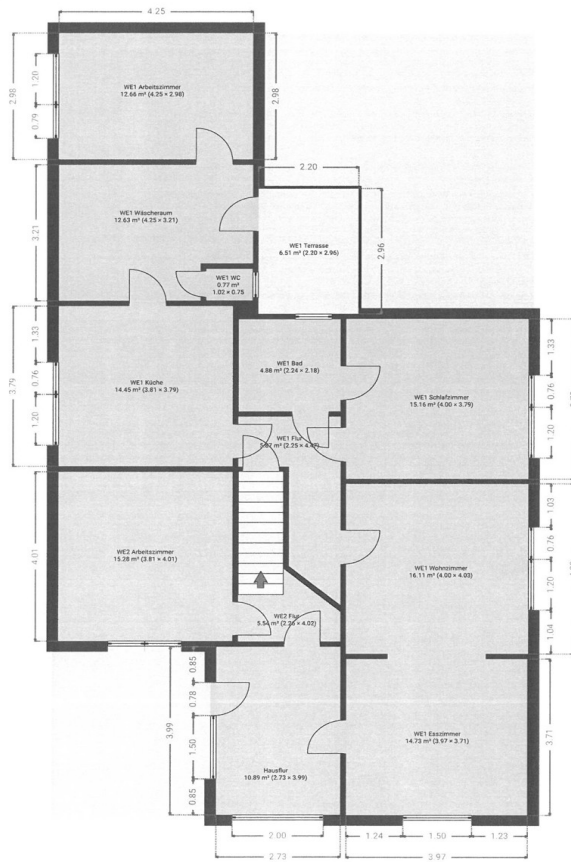 4.25
2.98
1.20
0.79
2.98
WE1 Arbeitszimmer
12.66 m² (4.25 × 2.98)
2.20
3.21
WE1 Wäscheraum
12.63 m² (4.25 × 3.21)
WE1 Terrasse
6.51 m² (2.20 × 2.96)
2.96
WE1 WC
0.77 m²
1.02 × 0.75
3.79
1.33
0.76
1.20
WE1 Küche
14.45 m² (3.81 × 3.79)
WE1 Bad
4.88 m² (2.24 × 2.18)
WE1 Schlafzimmer
15.16 m² (4.00 × 3.79)
1.33
0.76
1.20
WE1 Flur
4.01
WE2 Arbeitszimmer
15.28 m² (3.81 × 4.01)
WE1 Wohnzimmer
16.11 m² (4.00 × 4.03)
1.03
0.76
1.20
1.04
WE2 Flur
3.99
0.85
0.78
1.50
0.85
Hausflur
10.89 m² (2.73 × 3.99)
WE1 Esszimmer
14.73 m² (3.97 × 3.71)
3.71
2.00
1.24
1.50
1.23
2.73
3.97